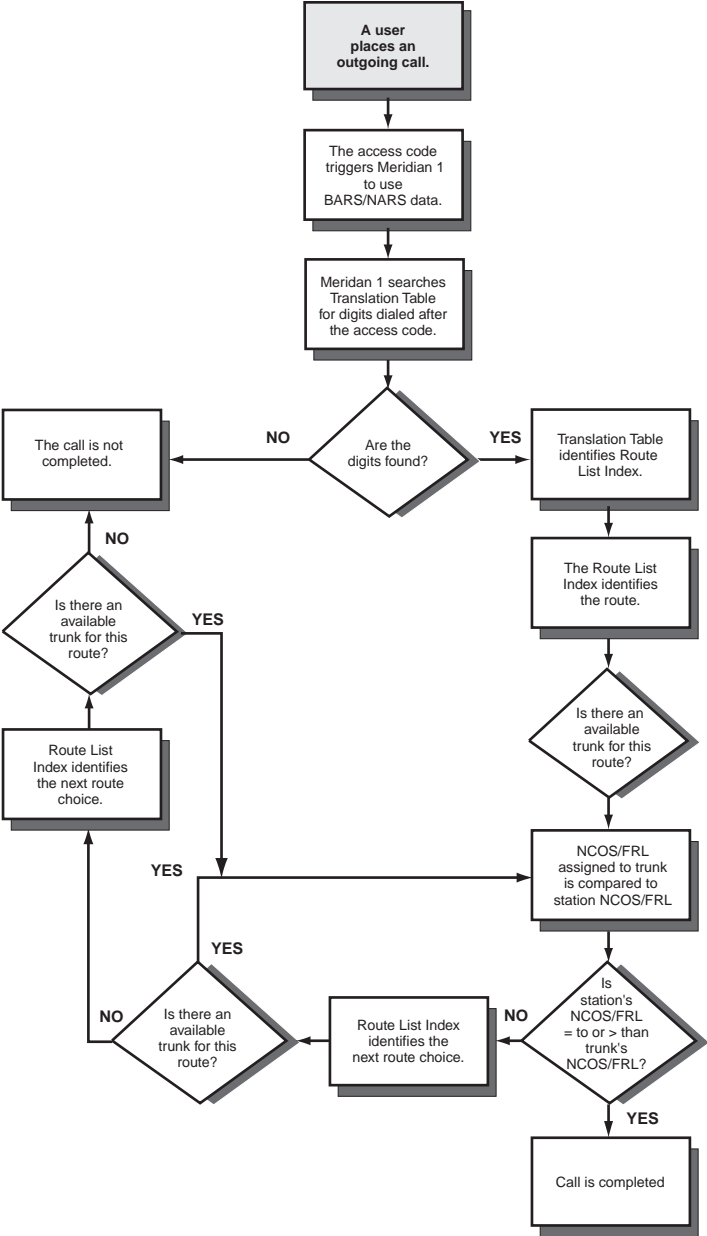 A user
places an
outgoing call.
The access code
triggers Meridian 1
to use
BARS/NARS data.
Meridan 1 searches
Translation Table
for digits dialed after
the access code.
The call is not
completed.
NO
Are the
digits found?
YES
Translation Table
identifies Route
List Index.
NO
The Route List
Index identifies
the route.
Is there an
available
trunk for this
route?
YES
Is there an
available
trunk for this
route?
Route List
Index identifies
the next route
choice.
YES
NCOS/FRL
assigned to trunk
is compared to
station NCOS/FRL
YES
NO
Is there an
available
trunk for this
route?
Route List Index
identifies the
next route choice.
NO
Is
station's
NCOS/FRL
= to or > than
trunk's
NCOS/FRL?
YES
Call is completed